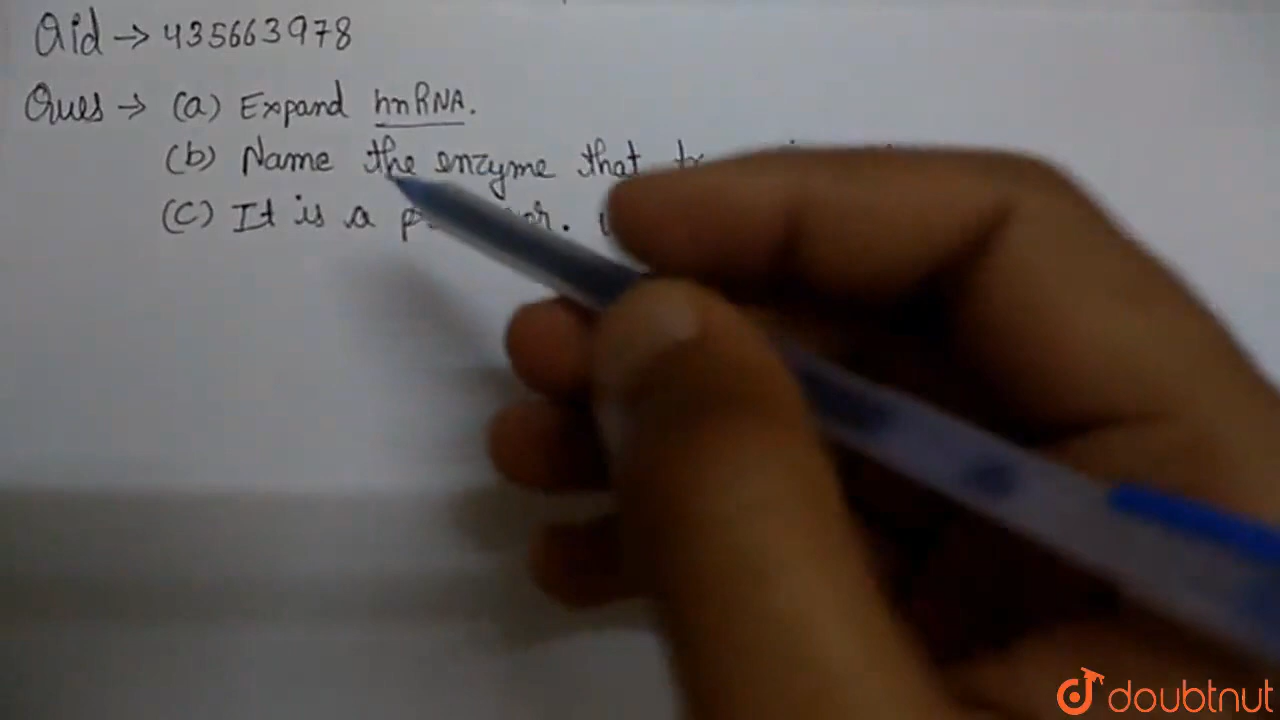 Qid → 435663978
Ques → (a) Expand hnRNA.
(b) Name the enzyme that
(c) It is a
doubtnut